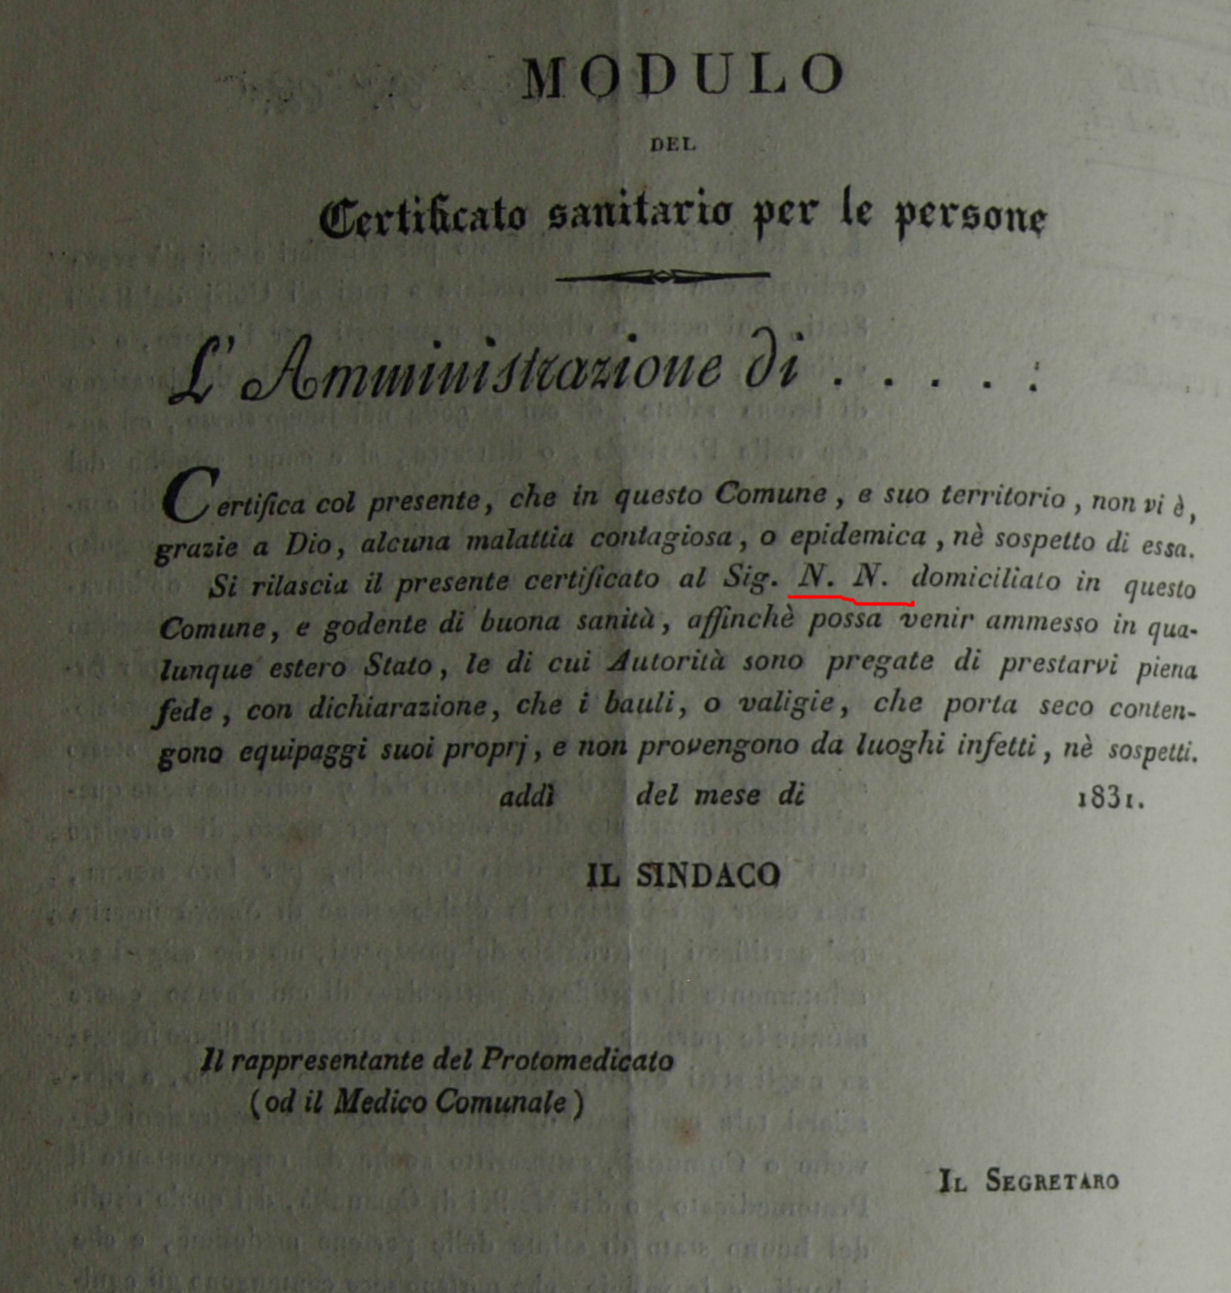 MODULO
DEL
Certificato sanitario per le persone
L' Amministrazione di . . . . .
Certifica col presente, che in questo Comune, e suo territorio, non vi è,
grazie a Dio, alcuna malattia contagiosa, o epidemica, nè sospetto di essa.
Si rilascia il presente certificato al Sig. N. N. domiciliato in questo
Comune, e godente di buona sanità, affinchè possa venir ammesso in qua-
lunque estero Stato, le di cui Autorità sono pregate di prestarvi piena
fede, con dichiarazione, che i bauli, o valigie, che porta seco conten-
gono equipaggi suoi proprj, e non provengono da luoghi infetti, nè sospetti.
addì del mese di 1831.
IL SINDACO
Il rappresentante del Protomedicato
(od il Medico Comunale)
IL SEGRETARO